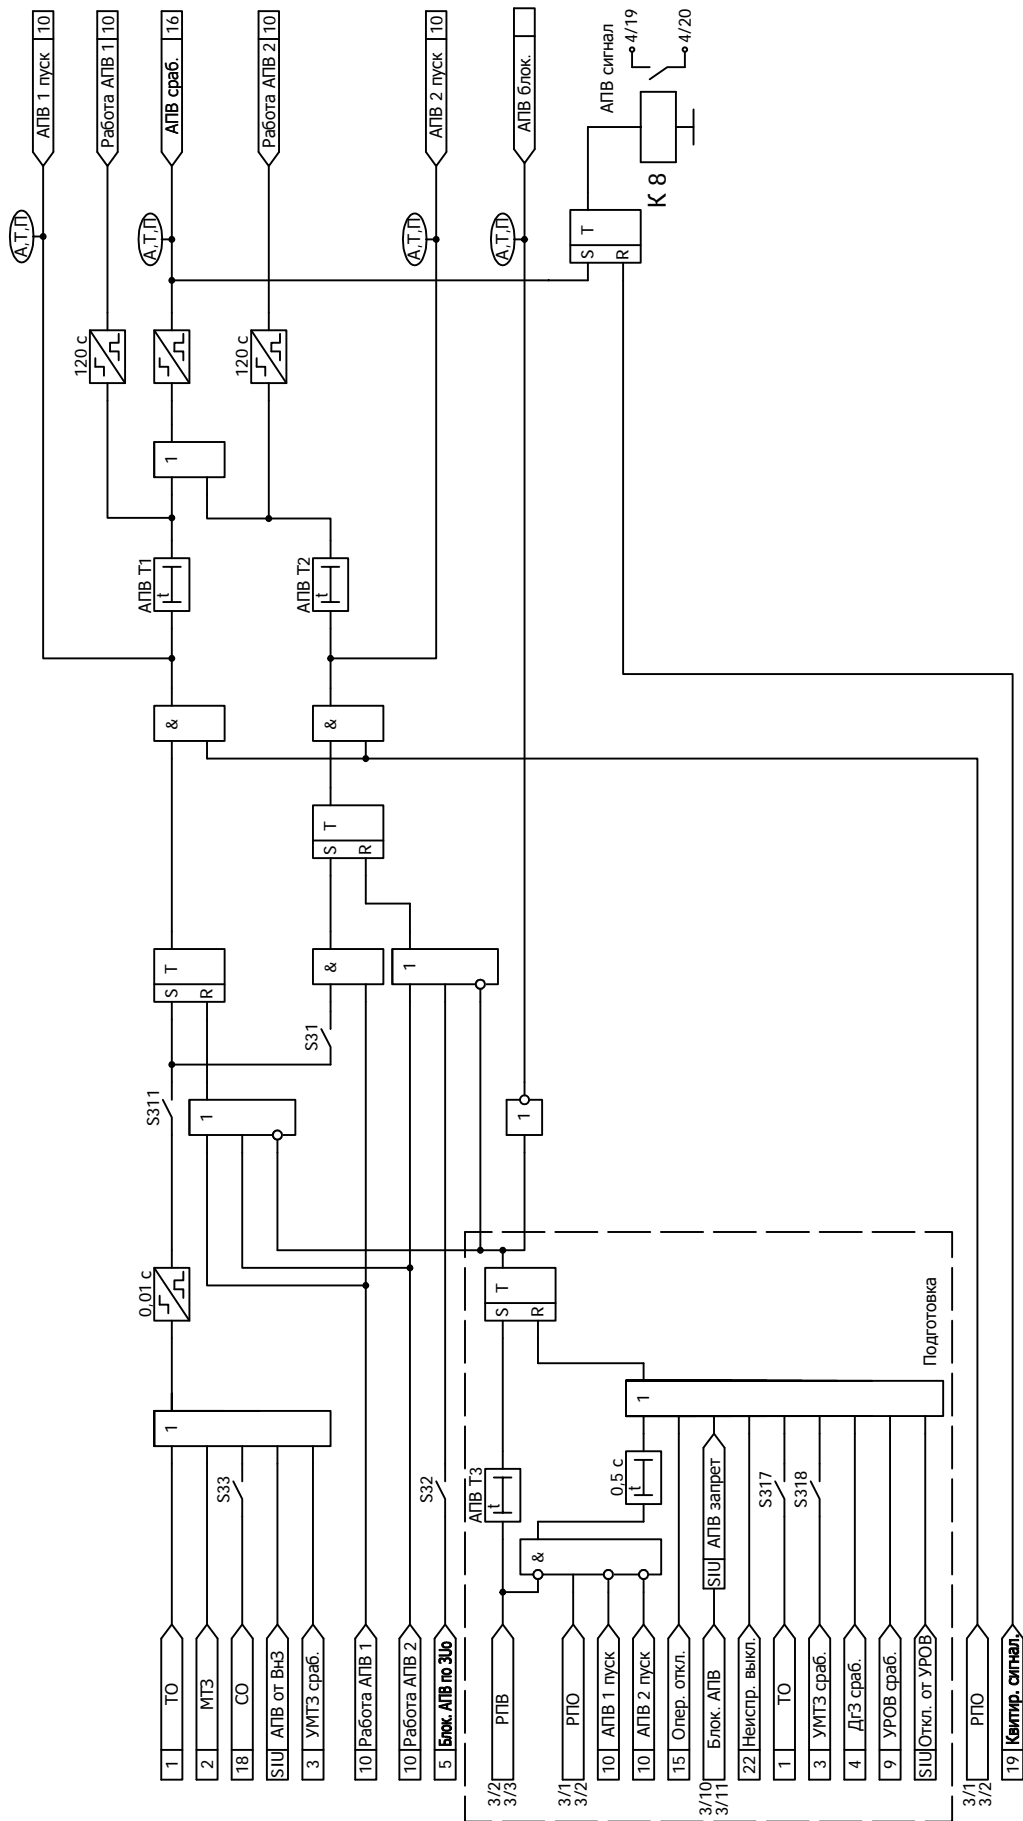 1 ТО
2 МТЗ
18 СО
SIU АПВ от ВнЗ
3 УМТЗ сраб.
10 Работа АПВ 1
10 Работа АПВ 2
5 Блок. АПВ по 3Uo
3/2
3/3
РПВ
3/1
3/2
РПО
10 АПВ 1 пуск
10 АПВ 2 пуск
15 Опер. откл.
3/10
3/11
Блок. АПВ
SIU АПВ запрет
22 Неиспр. выкл.
1 ТО
3 УМТЗ сраб.
4 ДгЗ сраб.
9 УРОВ сраб.
SIU Откл. от УРОВ
3/1
3/2
РПО
19 Квитир. сигнал.
S33
S32
S317
S318
&
АПВ Т3
t
0,5 с
t
1
1
Подготовка
0,01 с
S T
R
S311
1
1
S31
S T
R
&
1
S T
R
&
&
АПВ Т1
t
АПВ Т2
t
1
120 с
120 с
А,Т,П
А,Т,П
А,Т,П
А,Т,П
S T
R
К 8
АПВ сигнал
4/19
4/20
АПВ 1 пуск 10
Работа АПВ 1 10
АПВ сраб. 16
Работа АПВ 2 10
АПВ 2 пуск 10
АПВ блок.